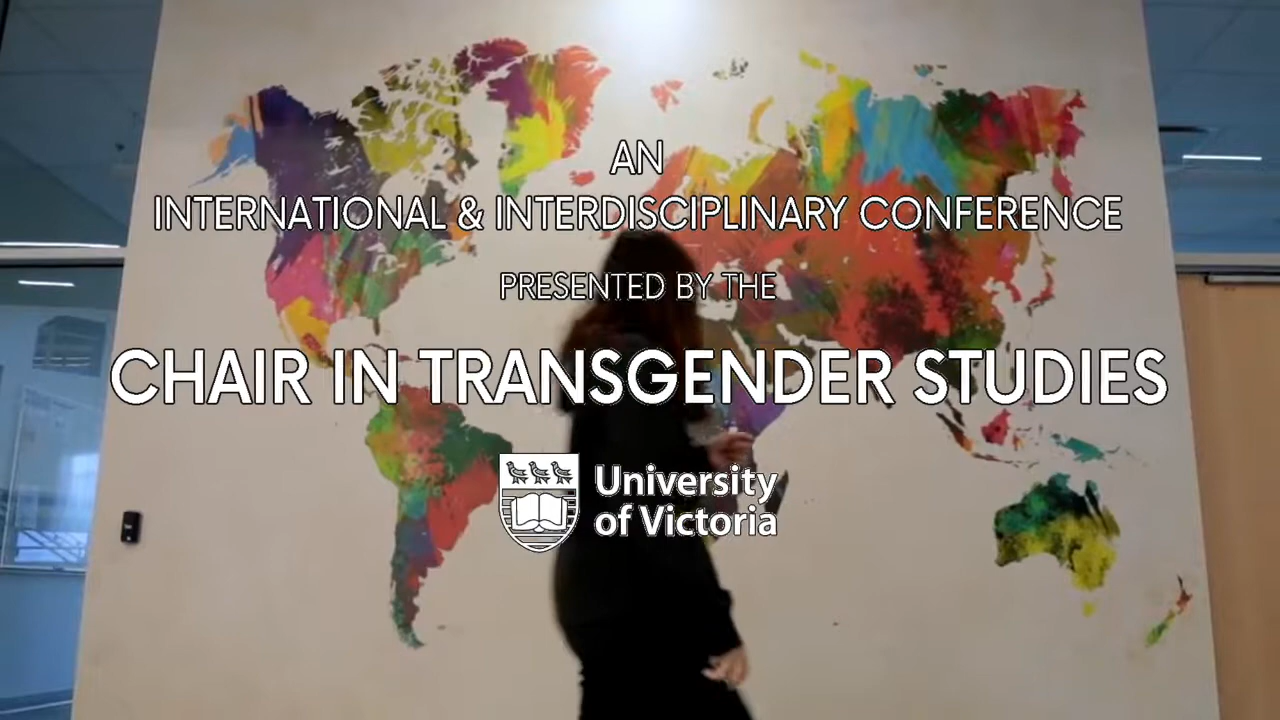 AN
INTERNATIONAL & INTERDISCIPLINARY CONFERENCE
PRESENTED BY THE
CHAIR IN TRANSGENDER STUDIES
University
of Victoria